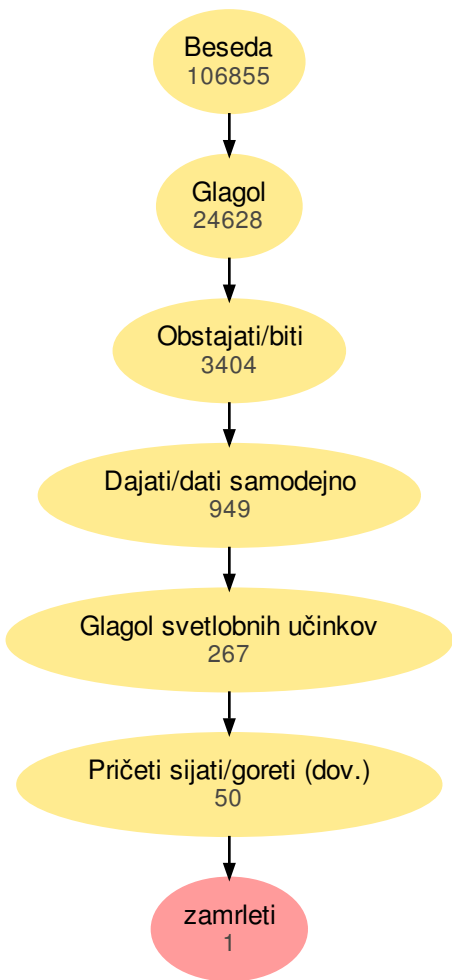 Beseda
106855
Glagol
24628
Obstajati/biti
3404
Dajati/dati samodejno
949
Glagol svetlobnih učinkov
267
Pričeti sijati/goreti (dov.)
50
zamrleti
1